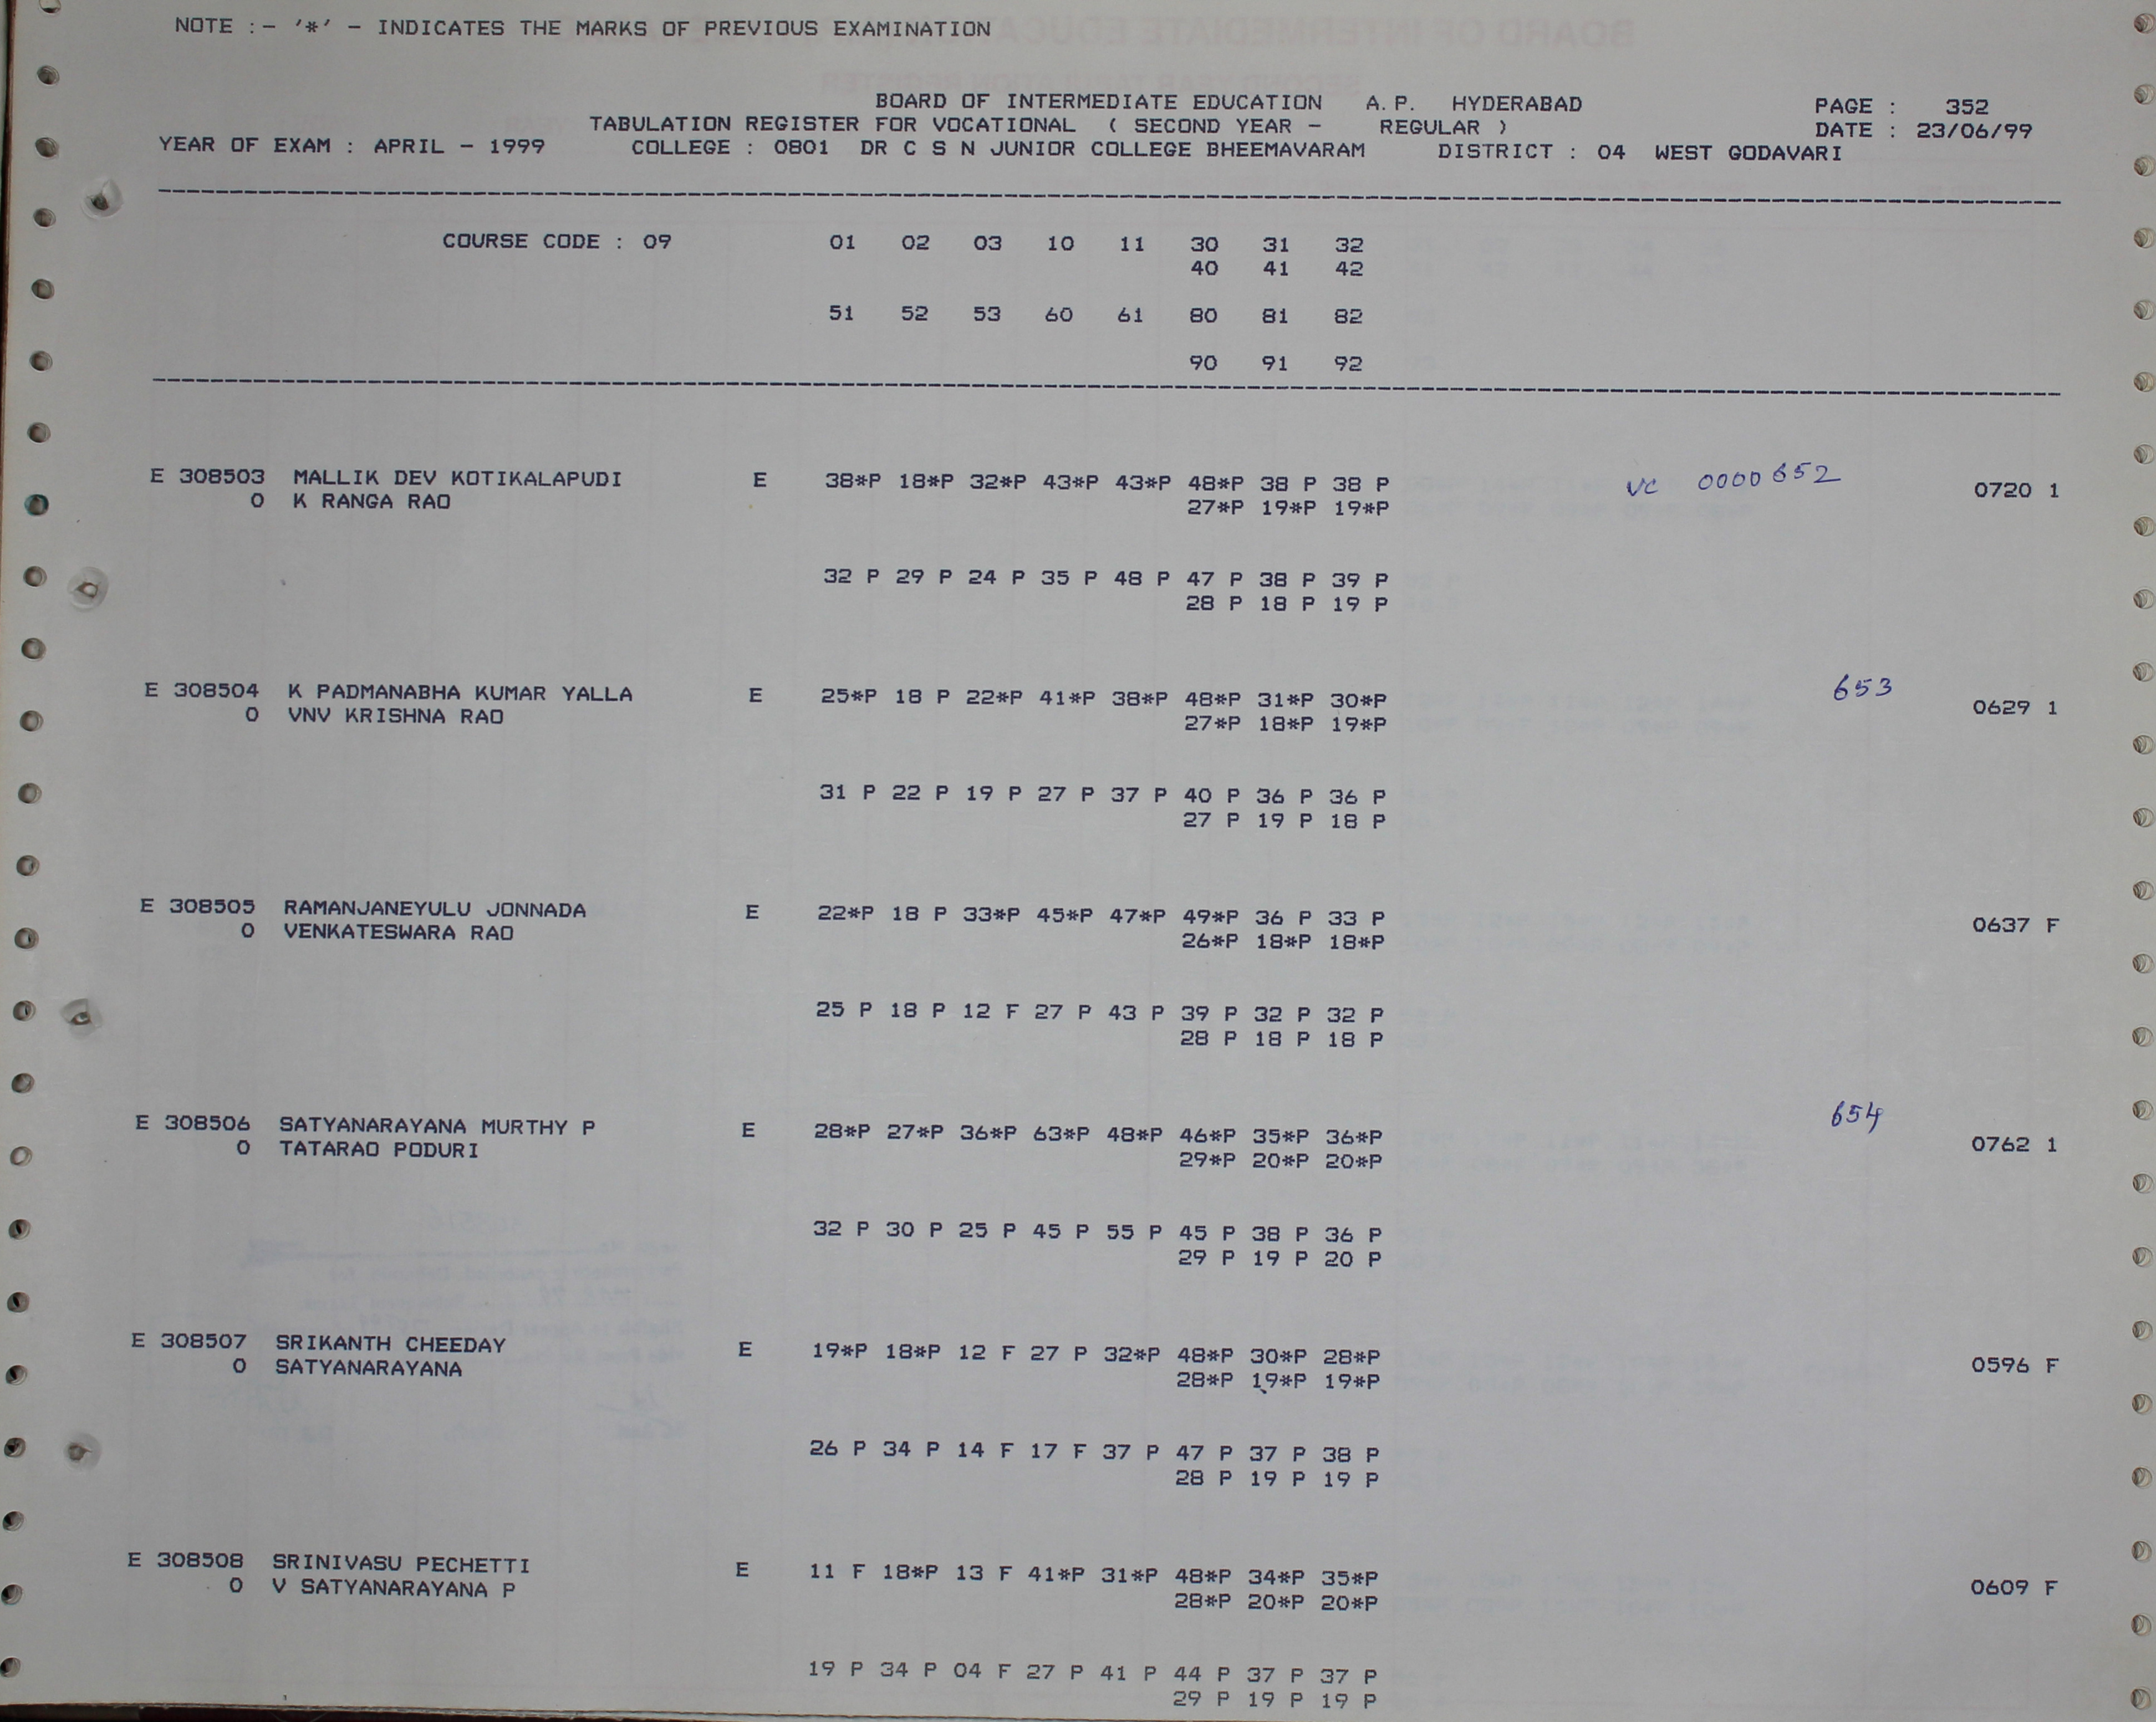 NOTE :- '*' - INDICATES THE MARKS OF PREVIOUS EXAMINATION
BOARD OF INTERMEDIATE EDUCATION A.P. HYDERABAD PAGE : 352
TABULATION REGISTER FOR VOCATIONAL ( SECOND YEAR - REGULAR ) DATE : 23/06/99
YEAR OF EXAM : APRIL - 1999 COLLEGE : 0801 DR C S N JUNIOR COLLEGE BHEEMAVARAM DISTRICT : 04 WEST GODAVARI
COURSE CODE : 09 01 02 03 10 11 30 31 32
40 41 42
51 52 53 60 61 80 81 82
90 91 92
E 308503 MALLIK DEV KOTIKALAPUDI E 38*P 18*P 32*P 43*P 43*P 48*P 38 P 38 P VC 0000652 0720 1
0 K RANGA RAO 27*P 19*P 19*P
32 P 29 P 24 P 35 P 48 P 47 P 38 P 39 P
28 P 18 P 19 P
E 308504 K PADMANABHA KUMAR YALLA E 25*P 18 P 22*P 41*P 38*P 48*P 31*P 30*P 653 0629 1
0 VNV KRISHNA RAO 27*P 18*P 19*P
31 P 22 P 19 P 27 P 37 P 40 P 36 P 36 P
27 P 19 P 18 P
E 308505 RAMANJANEYULU JONNADA E 22*P 18 P 33*P 45*P 47*P 49*P 36 P 33 P 0637 F
0 VENKATESWARA RAO 26*P 18*P 18*P
25 P 18 P 12 F 27 P 43 P 39 P 32 P 32 P
28 P 18 P 18 P
E 308506 SATYANARAYANA MURTHY P E 28*P 27*P 36*P 63*P 48*P 46*P 35*P 36*P 654 0762 1
0 TATARAO PODURI 29*P 20*P 20*P
32 P 30 P 25 P 45 P 55 P 45 P 38 P 36 P
29 P 19 P 20 P
E 308507 SRIKANTH CHEEDAY E 19*P 18*P 12 F 27 P 32*P 48*P 30*P 28*P 0596 F
0 SATYANARAYANA 28*P 19*P 19*P
26 P 34 P 14 F 17 F 37 P 47 P 37 P 38 P
28 P 19 P 19 P
E 308508 SRINIVASU PECHETTI E 11 F 18*P 13 F 41*P 31*P 48*P 34*P 35*P 0609 F
0 V SATYANARAYANA P 28*P 20*P 20*P
19 P 34 P 04 F 27 P 41 P 44 P 37 P 37 P
29 P 19 P 19 P